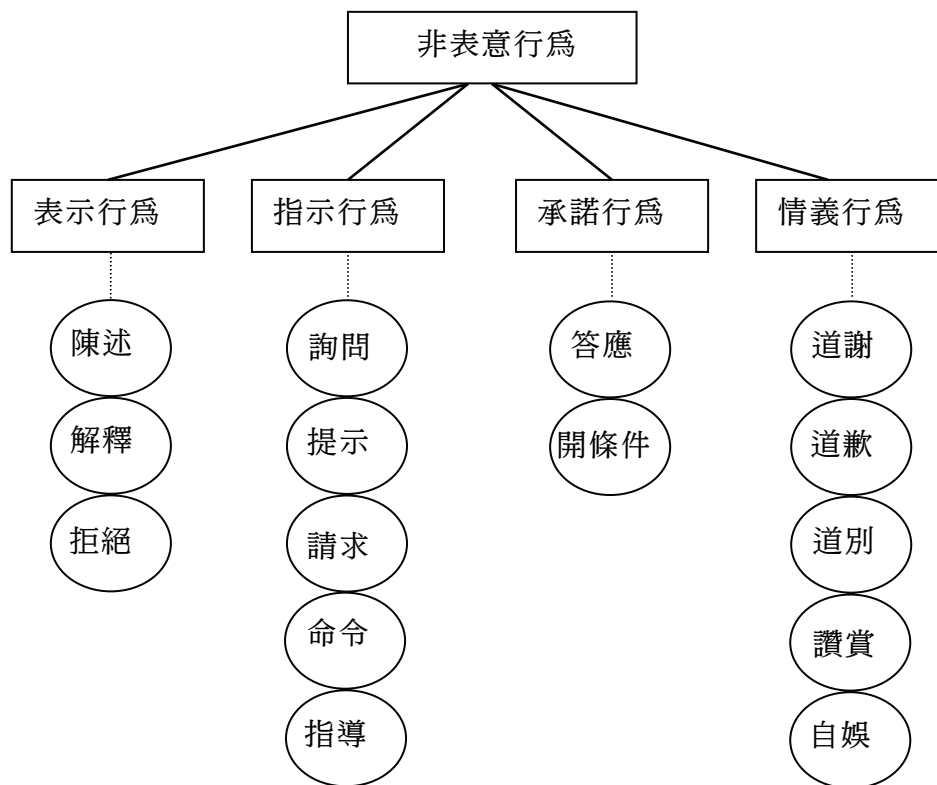 非表意行爲
表示行爲
指示行爲
承諾行爲
情義行爲
陳述
詢問
答應
道謝
解釋
提示
開條件
道歉
拒絕
請求
道別
命令
讚賞
指導
自娛